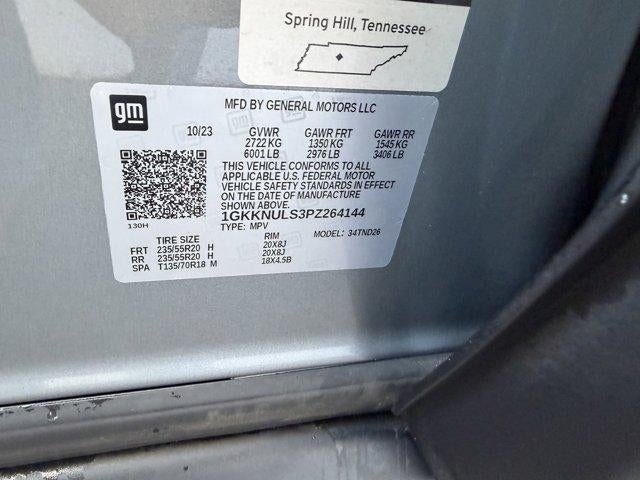 Spring Hill, Tennessee
gm
MFD BY GENERAL MOTORS LLC
10/23 GVWR GAWR FRT GAWR RR
2722 KG 1350 KG 1545 KG
6001 LB 2976 LB 3406 LB
THIS VEHICLE CONFORMS TO ALL
APPLICABLE U.S. FEDERAL MOTOR
VEHICLE SAFETY STANDARDS IN EFFECT
ON THE DATE OF MANUFACTURE
SHOWN ABOVE.
1GKKNULS3PZ264144
130H
TYPE: MPV MODEL: 34TND26
TIRE SIZE RIM
FRT 235/55R20 H 20X8J
RR 235/55R20 H 20X8J
SPA T135/70R18 M 18X4.5B